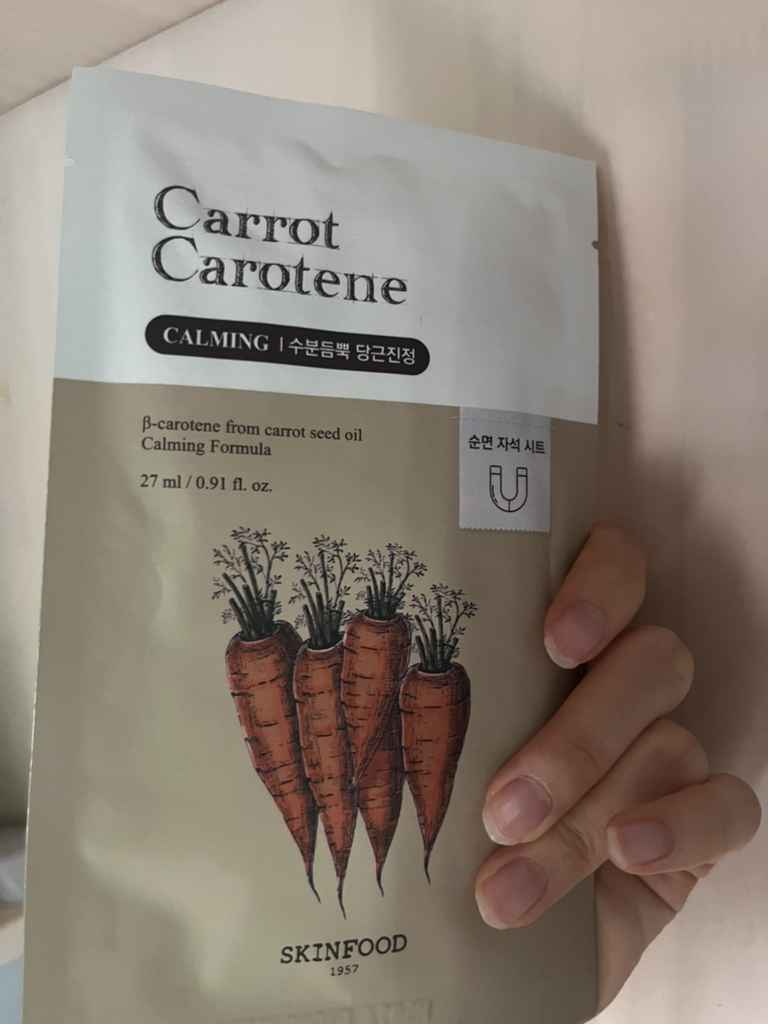 Carrot
Carotene
CALMING | 수분듬뿍 당근진정
β-carotene from carrot seed oil
Calming Formula
27 ml / 0.91 fl. oz.
순면 자석 시트
SKINFOOD
1957